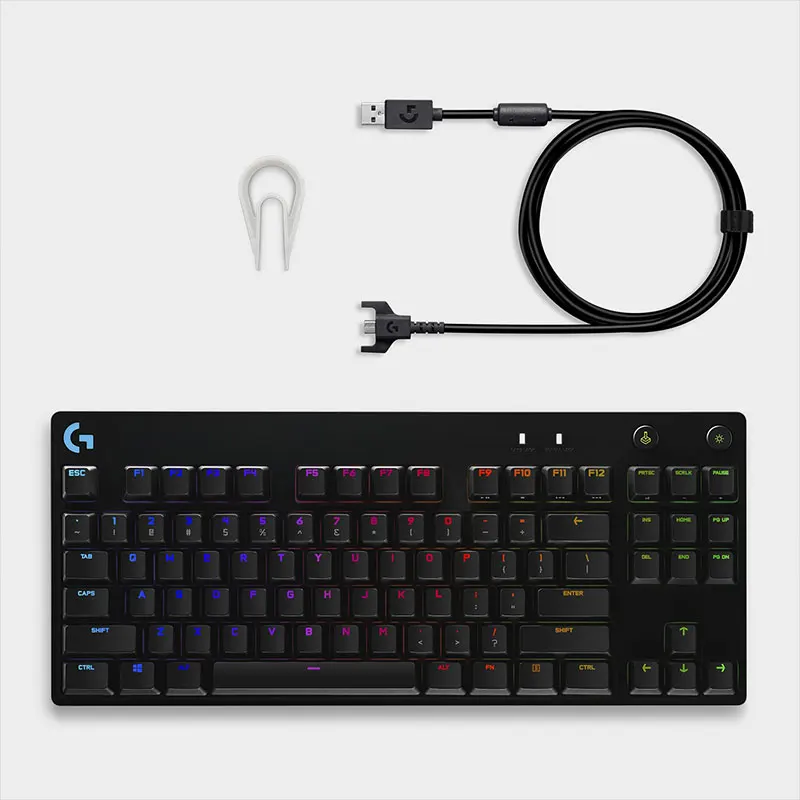 G
G
G
ESC F1 F2 F3 F4 F5 F6 F7 F8 F9 F10 F11 F12 PRTSC SCRLK PAUSE
1 2 3 4 5 6 7 8 9 0 - = ← INS HOME PG UP
TAB Q W E R T Y U I O P [ ] \ DEL END PG DN
CAPS A S D F G H J K L ; ' ENTER
SHIFT Z X C V B N M , . / ? SHIFT ↑
CTRL ALT FN CTRL ← ↓ →